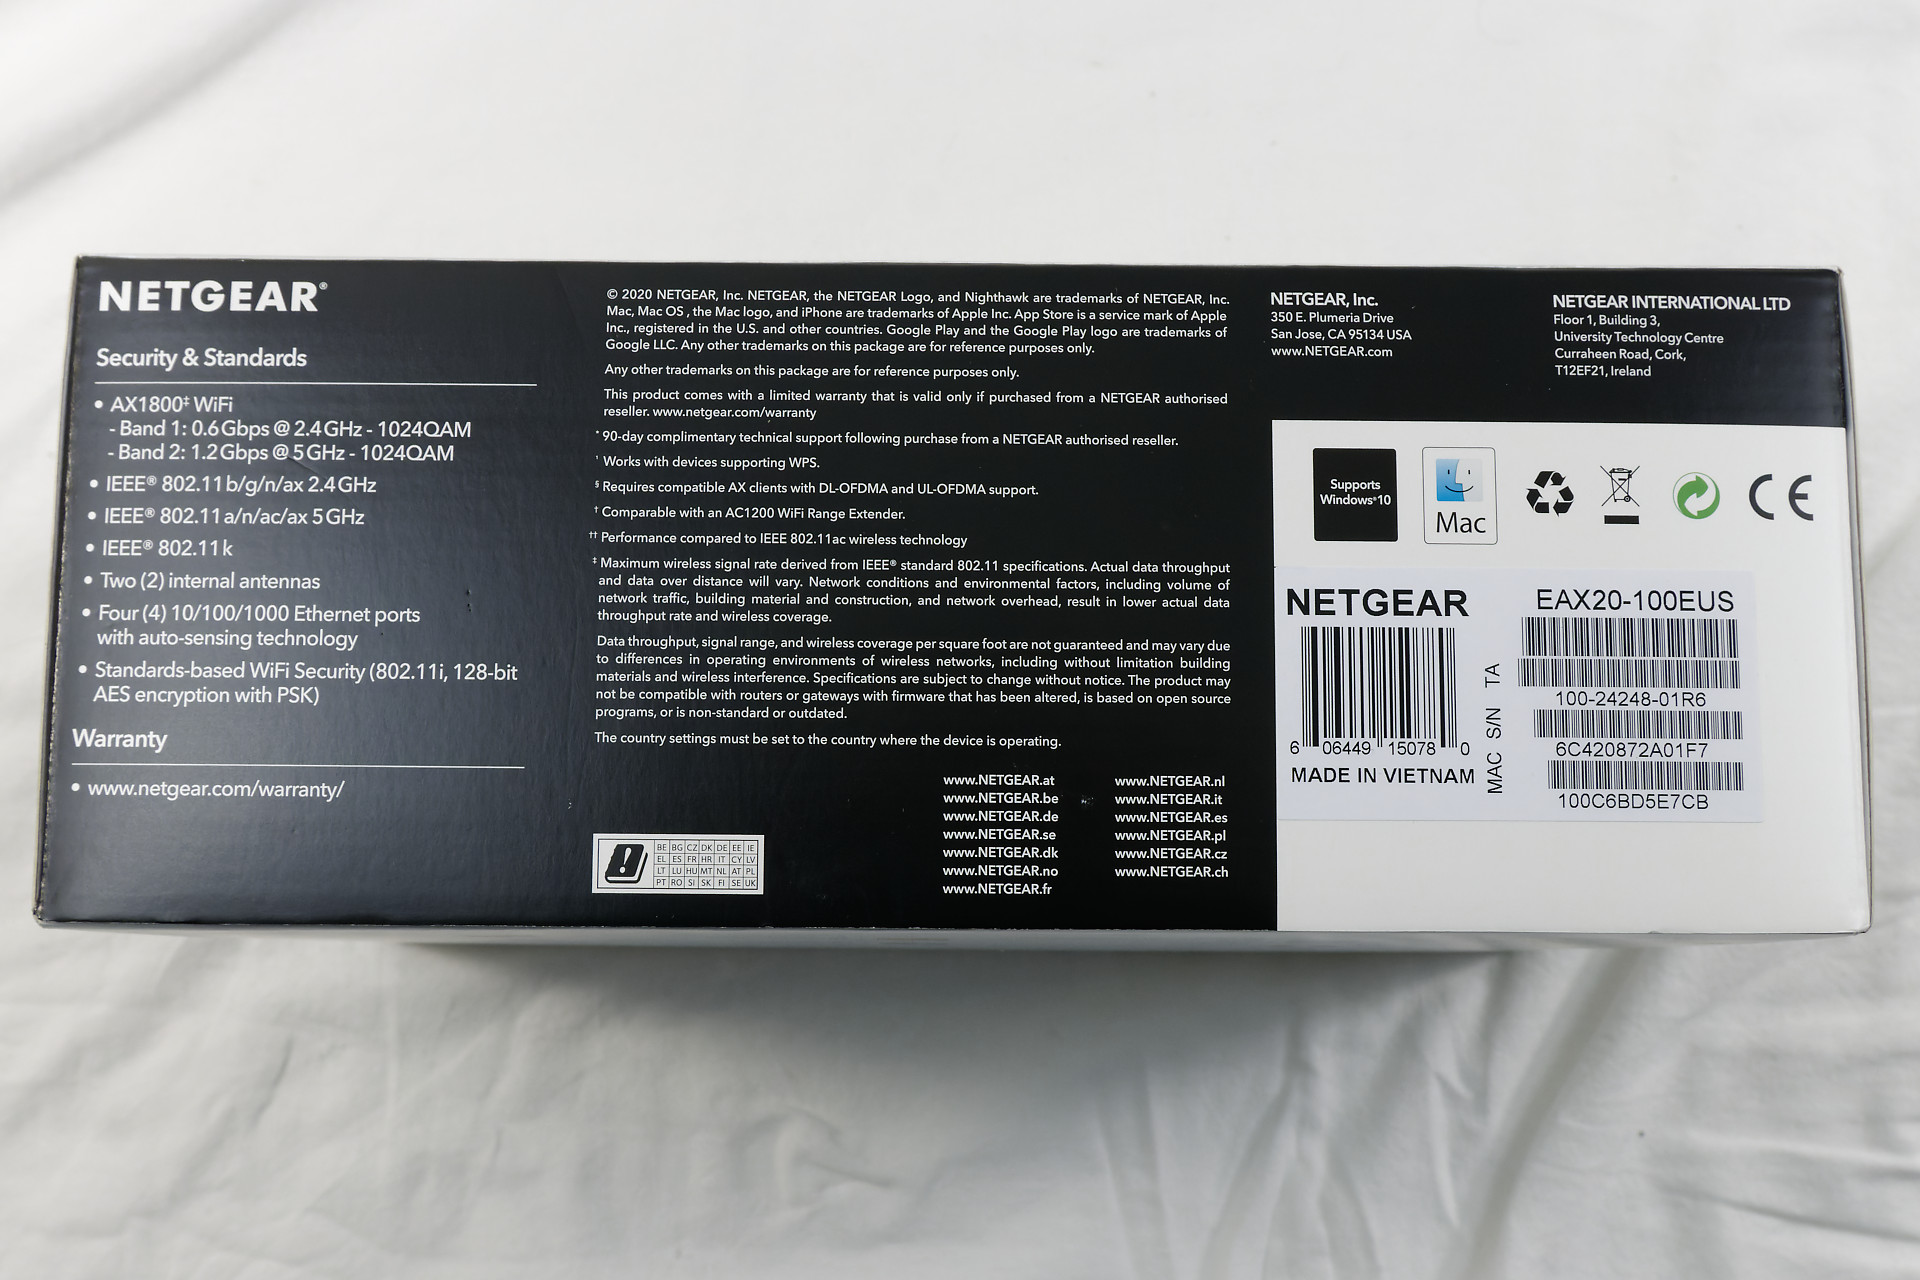 NETGEAR®
Security & Standards
• AX1800‡ WiFi
- Band 1: 0.6 Gbps @ 2.4 GHz - 1024QAM
- Band 2: 1.2 Gbps @ 5 GHz - 1024QAM
• IEEE® 802.11 b/g/n/ax 2.4 GHz
• IEEE® 802.11 a/n/ac/ax 5 GHz
• IEEE® 802.11 k
• Two (2) internal antennas
• Four (4) 10/100/1000 Ethernet ports
with auto-sensing technology
• Standards-based WiFi Security (802.11i, 128-bit
AES encryption with PSK)
Warranty
• www.netgear.com/warranty/
© 2020 NETGEAR, Inc. NETGEAR, the NETGEAR Logo, and Nighthawk are trademarks of NETGEAR, Inc.
Mac, Mac OS , the Mac logo, and iPhone are trademarks of Apple Inc. App Store is a service mark of Apple
Inc., registered in the U.S. and other countries. Google Play and the Google Play logo are trademarks of
Google LLC. Any other trademarks on this package are for reference purposes only.
Any other trademarks on this package are for reference purposes only.
This product comes with a limited warranty that is valid only if purchased from a NETGEAR authorised
reseller. www.netgear.com/warranty
* 90-day complimentary technical support following purchase from a NETGEAR authorised reseller.
' Works with devices supporting WPS.
§ Requires compatible AX clients with DL-OFDMA and UL-OFDMA support.
† Comparable with an AC1200 WiFi Range Extender.
†† Performance compared to IEEE 802.11ac wireless technology
‡ Maximum wireless signal rate derived from IEEE® standard 802.11 specifications. Actual data throughput
and data over distance will vary. Network conditions and environmental factors, including volume of
network traffic, building material and construction, and network overhead, result in lower actual data
throughput rate and wireless coverage.
Data throughput, signal range, and wireless coverage per square foot are not guaranteed and may vary due
to differences in operating environments of wireless networks, including without limitation building
materials and wireless interference. Specifications are subject to change without notice. The product may
not be compatible with routers or gateways with firmware that has been altered, is based on open source
programs, or is non-standard or outdated.
The country settings must be set to the country where the device is operating.
BE BG CZ DK DE EE IE
EL ES FR HR IT CY LV
LT LU HU MT NL AT PL
PT RO SI SK FI SE UK
www.NETGEAR.at
www.NETGEAR.be
www.NETGEAR.de
www.NETGEAR.se
www.NETGEAR.dk
www.NETGEAR.no
www.NETGEAR.fr
www.NETGEAR.nl
www.NETGEAR.it
www.NETGEAR.es
www.NETGEAR.pl
www.NETGEAR.cz
www.NETGEAR.ch
NETGEAR, Inc.
350 E. Plumeria Drive
San Jose, CA 95134 USA
www.NETGEAR.com
NETGEAR INTERNATIONAL LTD
Floor 1, Building 3,
University Technology Centre
Curraheen Road, Cork,
T12EF21, Ireland
Supports
Windows® 10
Mac
CE
NETGEAR
6 06449 15078 0
MADE IN VIETNAM
MAC S/N TA
EAX20-100EUS
100-24248-01R6
6C420872A01F7
100C6BD5E7CB